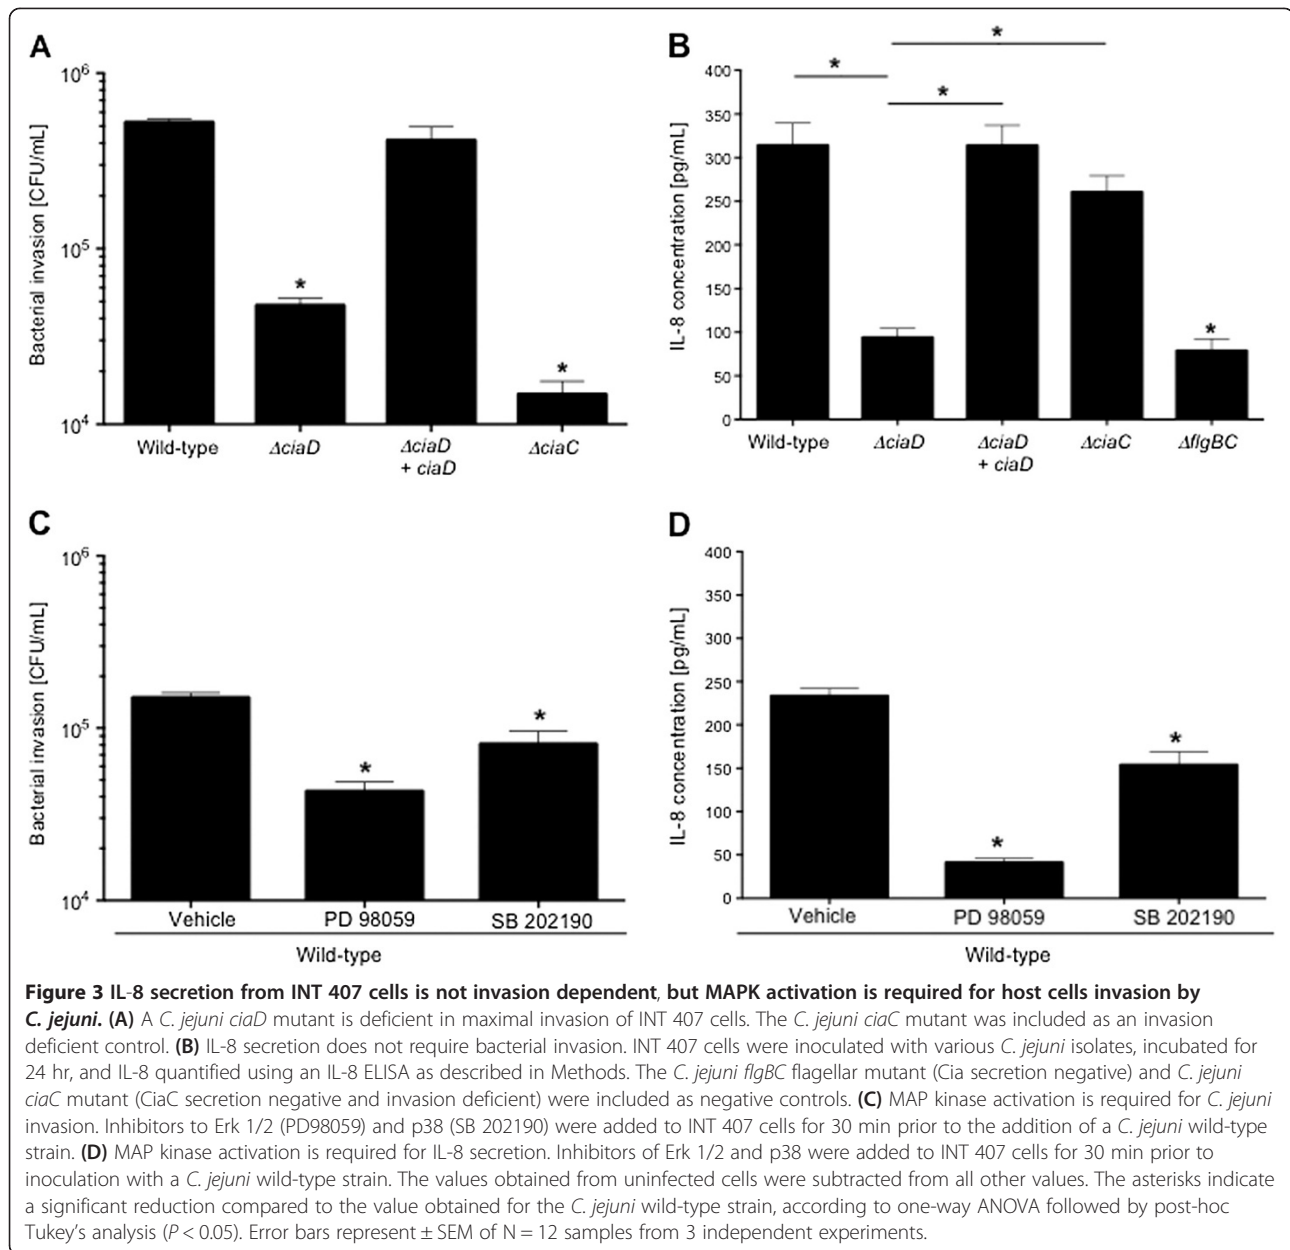 A
10^6
10^5
10^4
Bacterial invasion [CFU/mL]
*
*
Wild-type
ΔciaD
ΔciaD
+ ciaD
ΔciaC
B
*
*
*
400
350
300
250
200
150
100
50
0
IL-8 concentration [pg/mL]
*
Wild-type
ΔciaD
ΔciaD
+ ciaD
ΔciaC
ΔflgBC
C
10^6
10^5
10^4
Bacterial invasion [CFU/mL]
*
*
Vehicle
PD 98059
SB 202190
Wild-type
D
400
350
300
250
200
150
100
50
0
IL-8 concentration [pg/mL]
*
*
Vehicle
PD 98059
SB 202190
Wild-type
Figure 3 IL-8 secretion from INT 407 cells is not invasion dependent, but MAPK activation is required for host cells invasion by
C. jejuni. (A) A C. jejuni ciaD mutant is deficient in maximal invasion of INT 407 cells. The C. jejuni ciaC mutant was included as an invasion
deficient control. (B) IL-8 secretion does not require bacterial invasion. INT 407 cells were inoculated with various C. jejuni isolates, incubated for
24 hr, and IL-8 quantified using an IL-8 ELISA as described in Methods. The C. jejuni flgBC flagellar mutant (Cia secretion negative) and C. jejuni
ciaC mutant (CiaC secretion negative and invasion deficient) were included as negative controls. (C) MAP kinase activation is required for C. jejuni
invasion. Inhibitors to Erk 1/2 (PD98059) and p38 (SB 202190) were added to INT 407 cells for 30 min prior to the addition of a C. jejuni wild-type
strain. (D) MAP kinase activation is required for IL-8 secretion. Inhibitors of Erk 1/2 and p38 were added to INT 407 cells for 30 min prior to
inoculation with a C. jejuni wild-type strain. The values obtained from uninfected cells were subtracted from all other values. The asterisks indicate
a significant reduction compared to the value obtained for the C. jejuni wild-type strain, according to one-way ANOVA followed by post-hoc
Tukey's analysis (P < 0.05). Error bars represent ± SEM of N = 12 samples from 3 independent experiments.